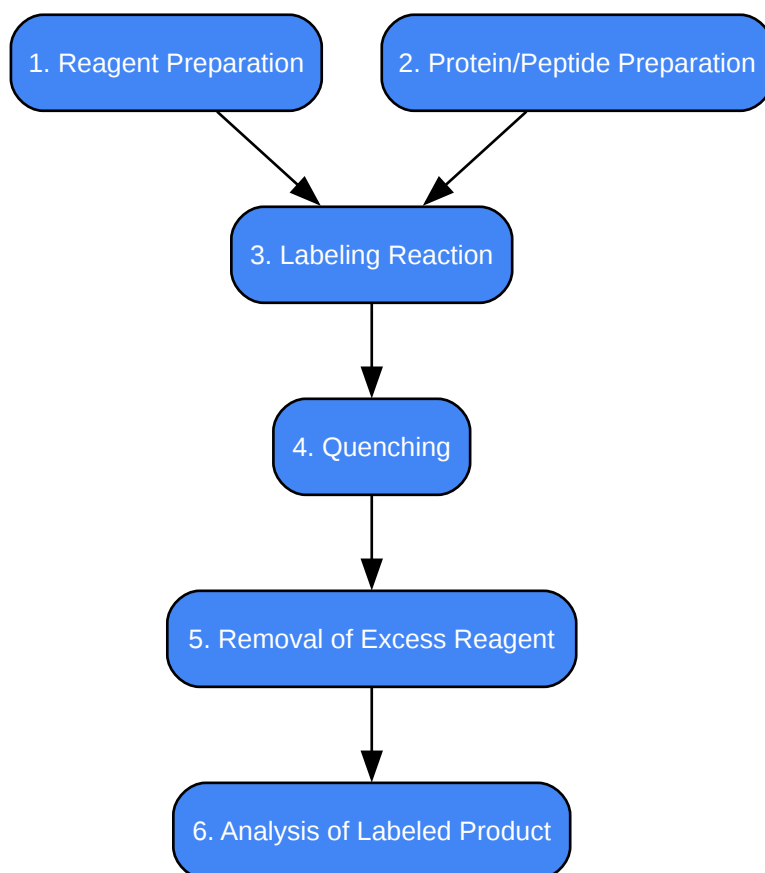 1. Reagent Preparation
2. Protein/Peptide Preparation
3. Labeling Reaction
4. Quenching
5. Removal of Excess Reagent
6. Analysis of Labeled Product